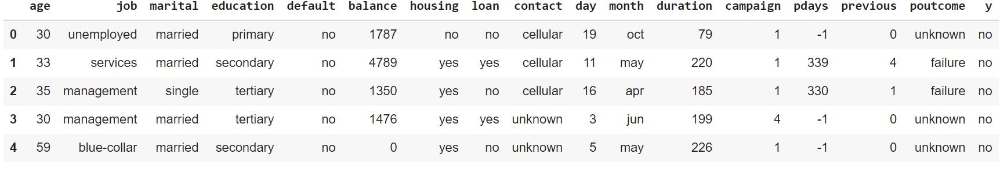 age job marital education default balance housing loan contact day month duration campaign pdays previous poutcome y
0 30 unemployed married primary no 1787 no no cellular 19 oct 79 1 -1 0 unknown no
1 33 services married secondary no 4789 yes yes cellular 11 may 220 1 339 4 failure no
2 35 management single tertiary no 1350 yes no cellular 16 apr 185 1 330 1 failure no
3 30 management married tertiary no 1476 yes yes unknown 3 jun 199 4 -1 0 unknown no
4 59 blue-collar married secondary no 0 yes no unknown 5 may 226 1 -1 0 unknown no